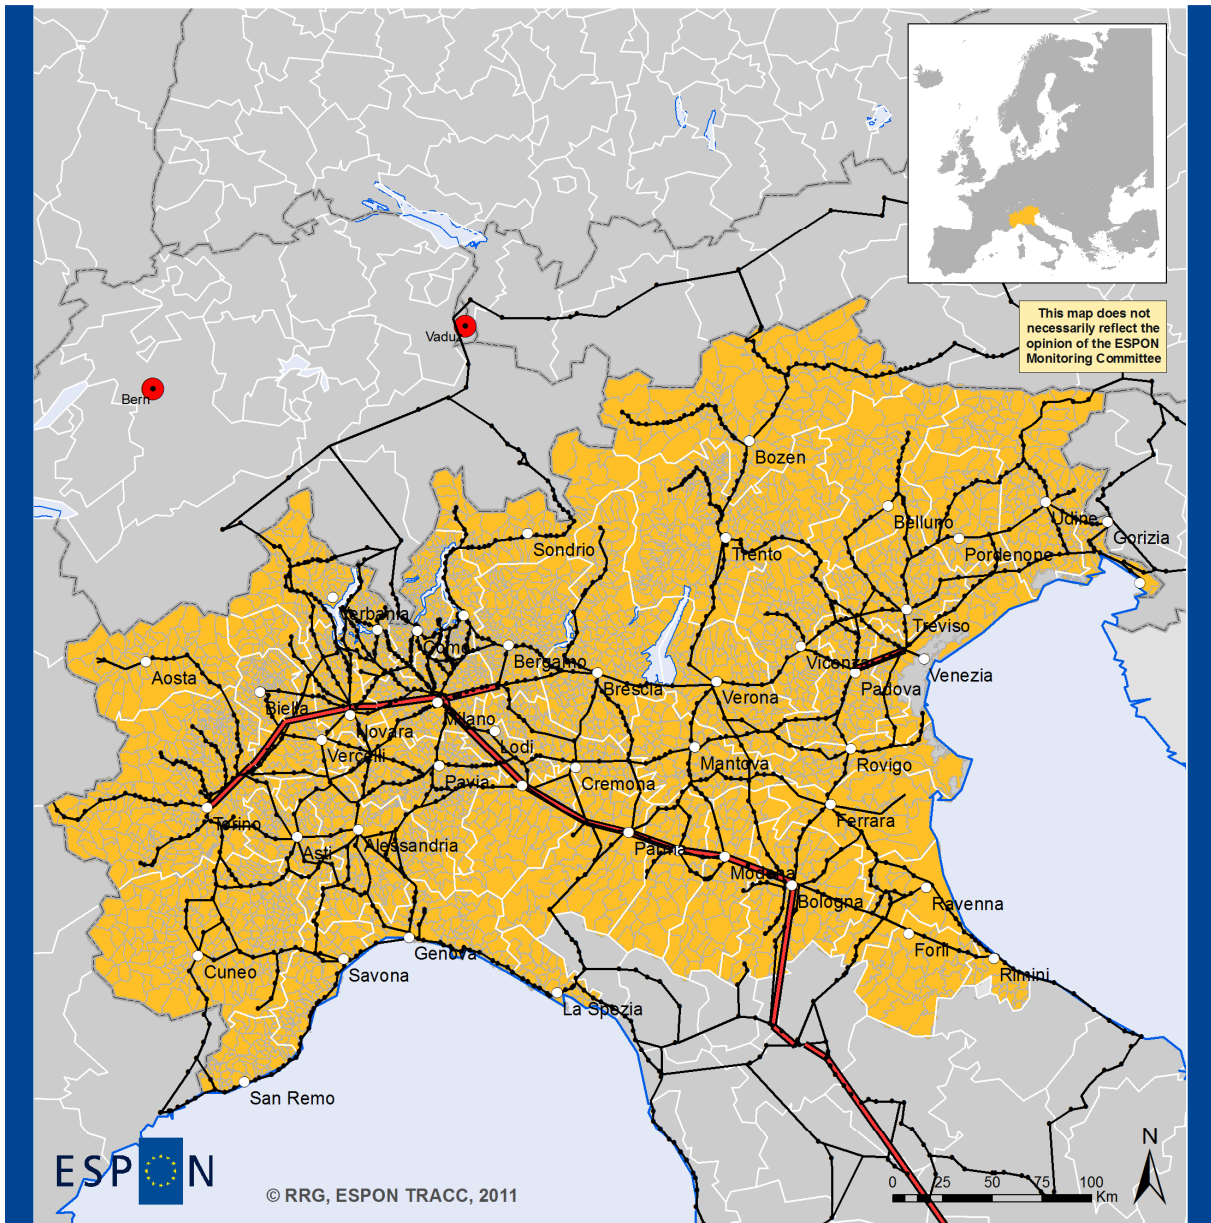 This map does not
necessarily reflect the
opinion of the ESPON
Monitoring Committee
Vaduz
Bern
Bozen
Belluno
Udine
Gorizia
Sondrio
Trento
Pordenone
Verbania
Treviso
Como
Bergamo
Vicenza
Venezia
Aosta
Brescia
Verona
Padova
Biella
Milano
Novara
Lodi
Vercelli
Mantova
Rovigo
Pavia
Cremona
Torino
Ferrara
Asti
Alessandria
Parma
Modena
Bologna
Ravenna
Genova
Forli
Cuneo
Savona
Rimini
La Spezia
San Remo
N
ESPON
© RRG, ESPON TRACC, 2011
0 25 50 75 100
Km